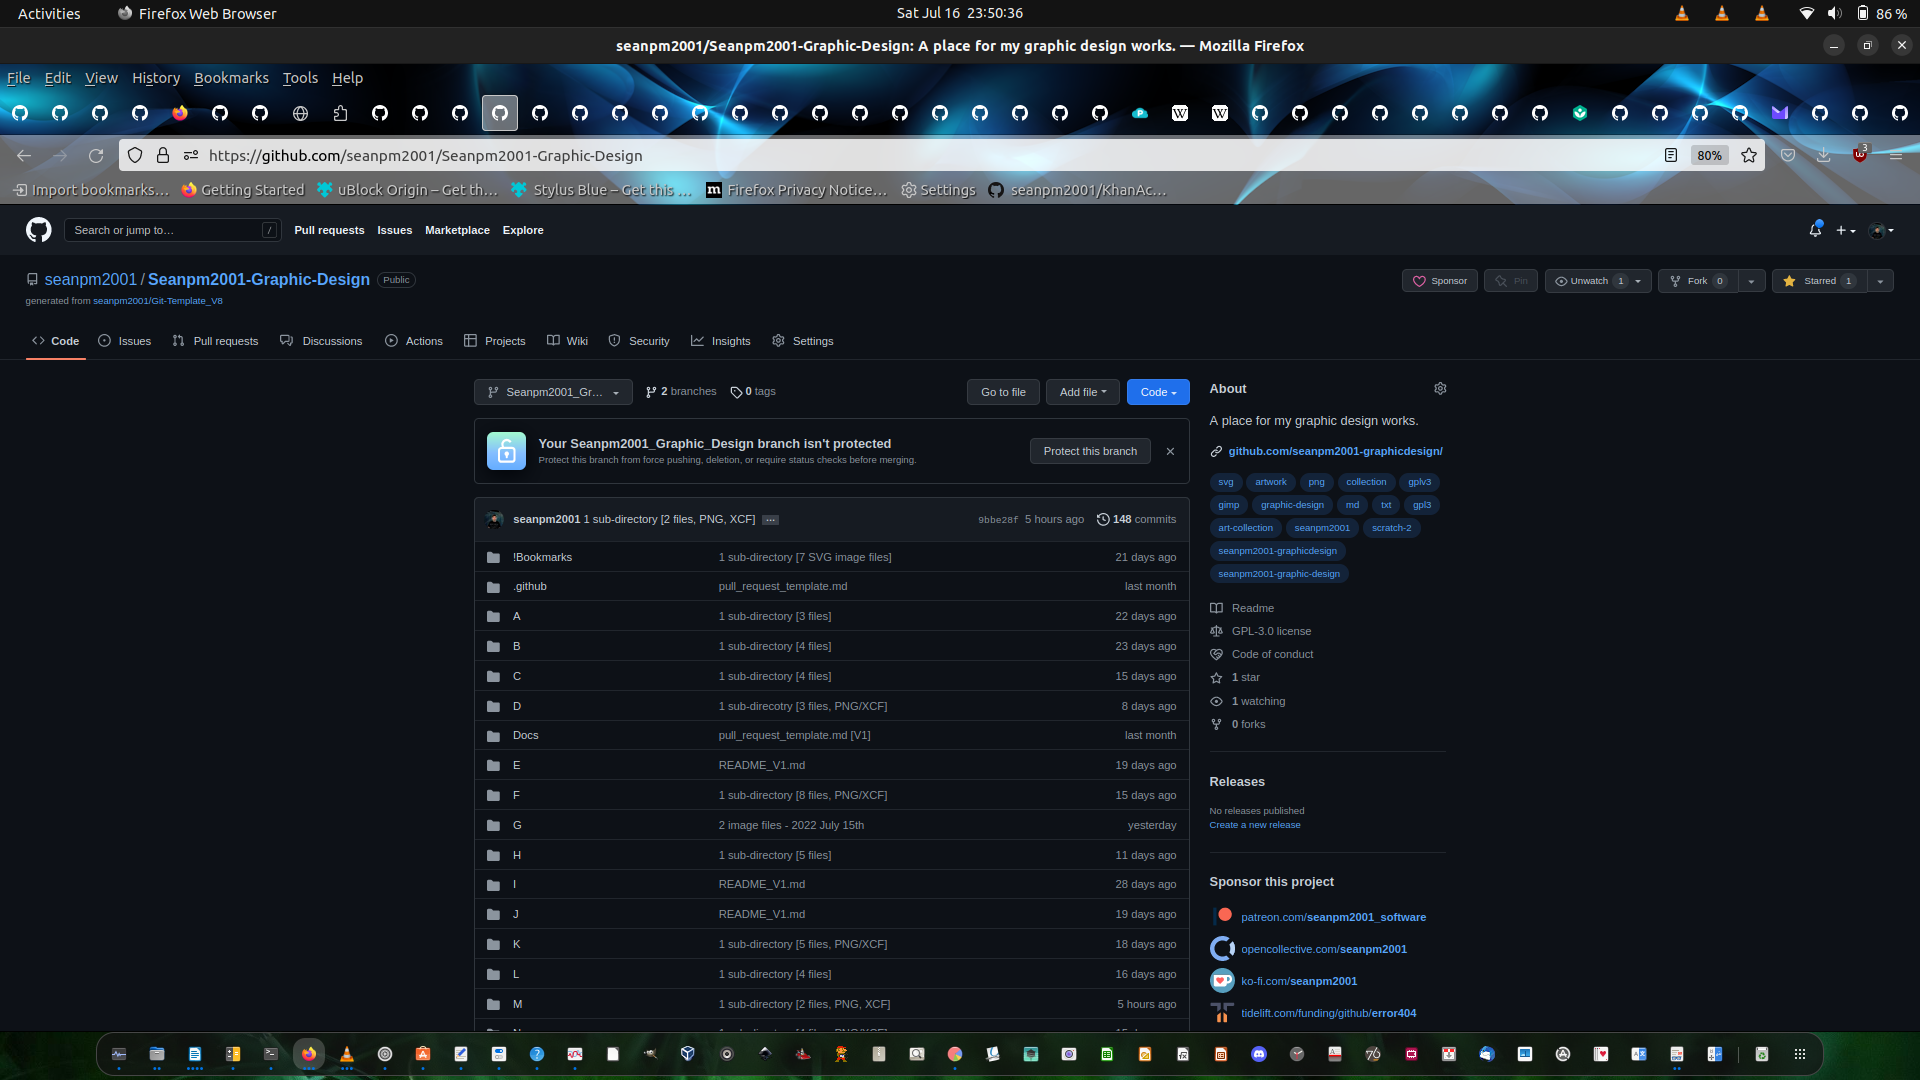 Activities Firefox Web Browser Sat Jul 16 23:50:36 86 %
seanpm2001/Seanpm2001-Graphic-Design: A place for my graphic design works. — Mozilla Firefox
File Edit View History Bookmarks Tools Help
https://github.com/seanpm2001/Seanpm2001-Graphic-Design 80% 3
Import bookmarks… Getting Started uBlock Origin – Get th… Stylus Blue – Get this … Firefox Privacy Notice… Settings seanpm2001/KhanAc…
Search or jump to… / Pull requests Issues Marketplace Explore
seanpm2001 / Seanpm2001-Graphic-Design Public Sponsor Pin Unwatch 1 Fork 0 Starred 1
generated from seanpm2001/Git-Template_V8
Code Issues Pull requests Discussions Actions Projects Wiki Security Insights Settings
Seanpm2001_Gr… 2 branches 0 tags Go to file Add file Code
Your Seanpm2001_Graphic_Design branch isn't protected
Protect this branch from force pushing, deletion, or require status checks before merging.
Protect this branch
seanpm2001 1 sub-directory [2 files, PNG, XCF] … 9bbe28f 5 hours ago 148 commits
!Bookmarks 1 sub-directory [7 SVG image files] 21 days ago
.github pull_request_template.md last month
A 1 sub-directory [3 files] 22 days ago
B 1 sub-directory [4 files] 23 days ago
C 1 sub-directory [4 files] 15 days ago
D 1 sub-direcotry [3 files, PNG/XCF] 8 days ago
Docs pull_request_template.md [V1] last month
E README_V1.md 19 days ago
F 1 sub-directory [8 files, PNG/XCF] 15 days ago
G 2 image files - 2022 July 15th yesterday
H 1 sub-directory [5 files] 11 days ago
I README_V1.md 28 days ago
J README_V1.md 19 days ago
K 1 sub-directory [5 files, PNG/XCF] 18 days ago
L 1 sub-directory [4 files] 16 days ago
M 1 sub-directory [2 files, PNG, XCF] 5 hours ago
About
A place for my graphic design works.
github.com/seanpm2001-graphicdesign/
svg artwork png collection gplv3
gimp graphic-design md txt gpl3
art-collection seanpm2001 scratch-2
seanpm2001-graphicdesign
seanpm2001-graphic-design
Readme
GPL-3.0 license
Code of conduct
1 star
1 watching
0 forks
Releases
No releases published
Create a new release
Sponsor this project
patreon.com/seanpm2001_software
opencollective.com/seanpm2001
ko-fi.com/seanpm2001
tidelift.com/funding/github/error404